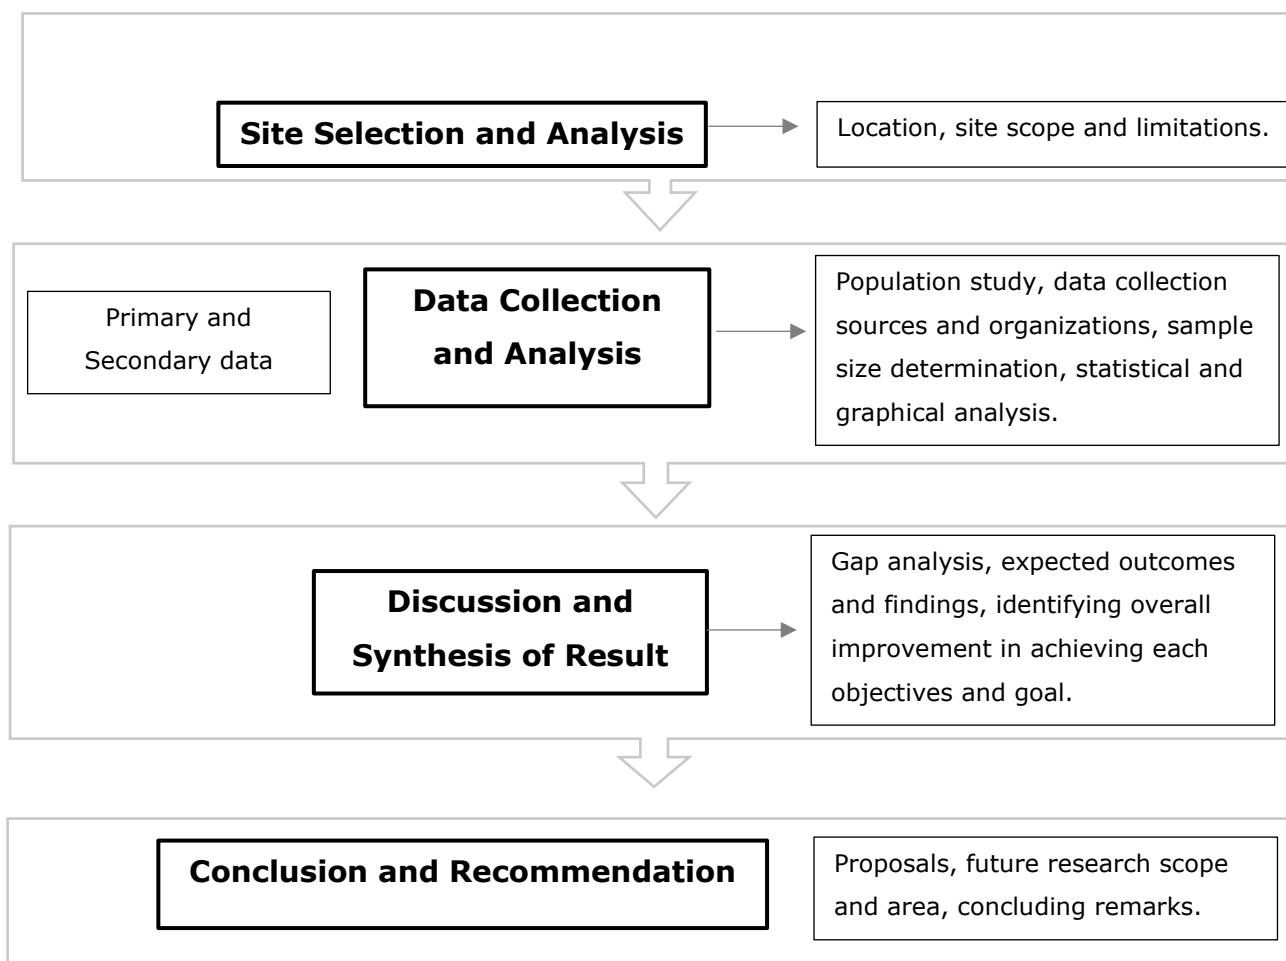 Site Selection and Analysis
Location, site scope and limitations.
Primary and
Secondary data
Data Collection
and Analysis
Population study, data collection
sources and organizations, sample
size determination, statistical and
graphical analysis.
Discussion and
Synthesis of Result
Gap analysis, expected outcomes
and findings, identifying overall
improvement in achieving each
objectives and goal.
Conclusion and Recommendation
Proposals, future research scope
and area, concluding remarks.